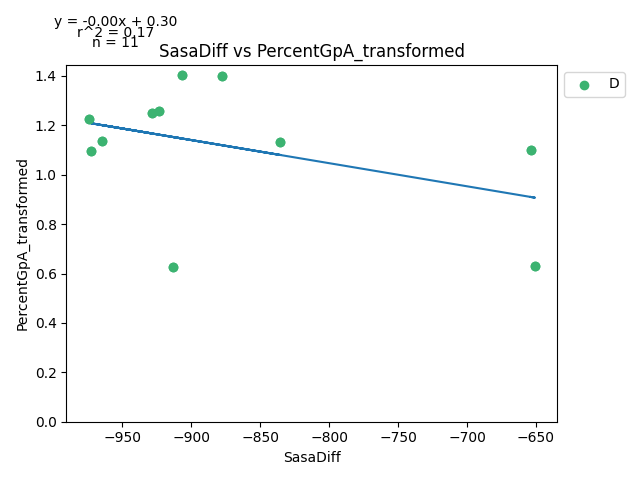 y = -0.00x + 0.30
r^2 = 0.17
n = 11
SasaDiff vs PercentGpA_transformed
D
PercentGpA_transformed
1.4
1.2
1.0
0.8
0.6
0.4
0.2
0.0
−950 −900 −850 −800 −750 −700 −650
SasaDiff